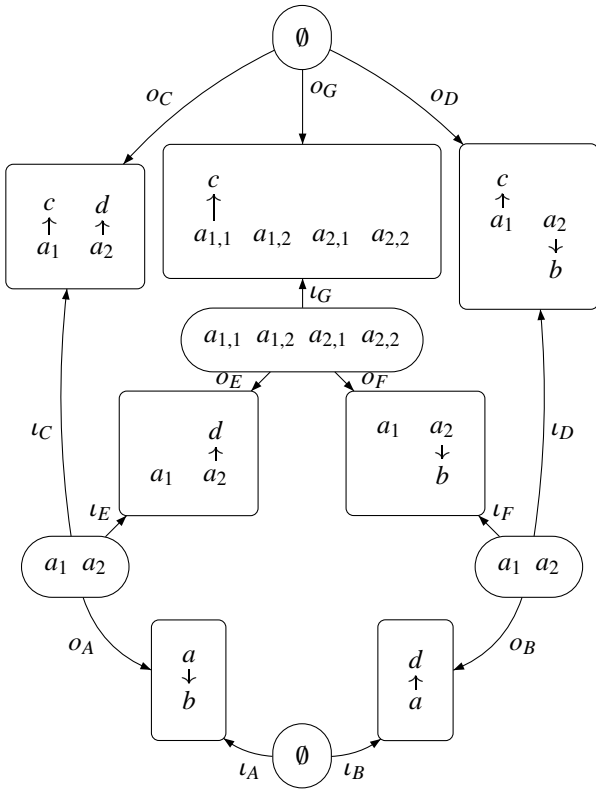 ∅
o_C o_G o_D
c d
↑ ↑
a_1 a_2
c
↑
a_{1,1} a_{1,2} a_{2,1} a_{2,2}
c
↑
a_1 a_2
↓
b
ι_G
a_{1,1} a_{1,2} a_{2,1} a_{2,2}
o_E o_F
ι_C
d
↑
a_1 a_2
a_1 a_2
↓
b
ι_D
ι_E ι_F
a_1 a_2
a_1 a_2
o_A
a
↓
b
d
↑
a
o_B
∅
ι_A ι_B